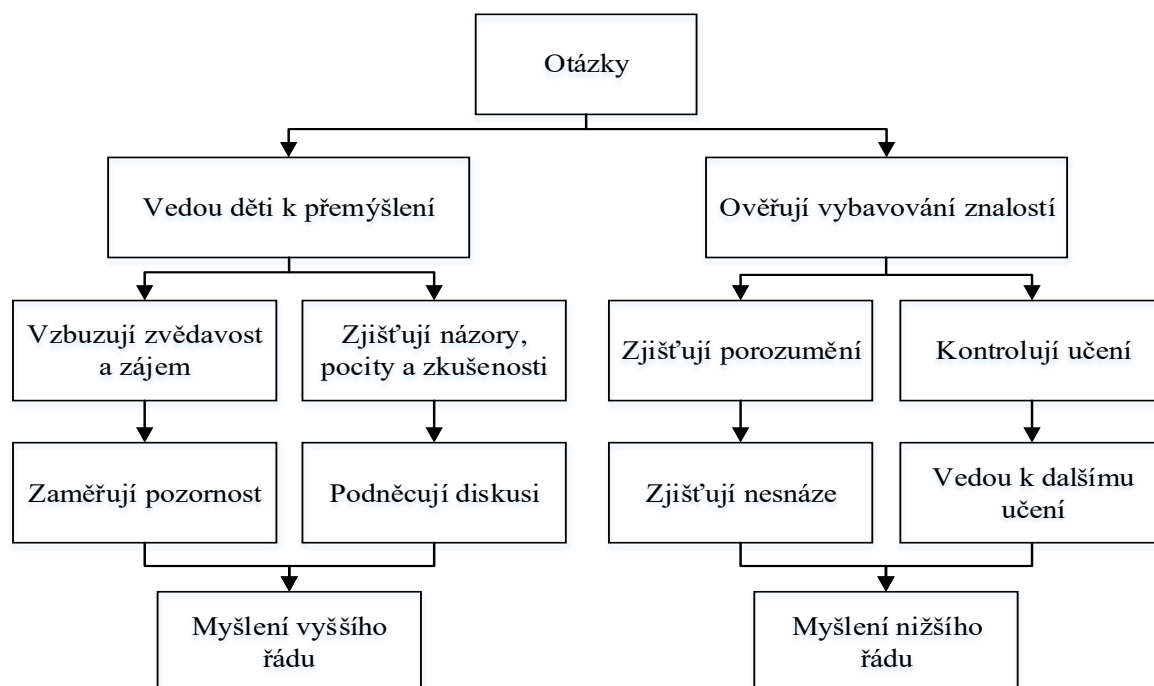 Otázky
Vedou děti k přemýšlení
Ověřují vybavování znalostí
Vzbuzují zvědavost
a zájem
Zjišťují názory,
pocity a zkušenosti
Zjišťují porozumění
Kontrolují učení
Zaměřují pozornost
Podněcují diskusi
Zjišťují nesnáze
Vedou k dalšímu
učení
Myšlení vyššího
řádu
Myšlení nižšího
řádu